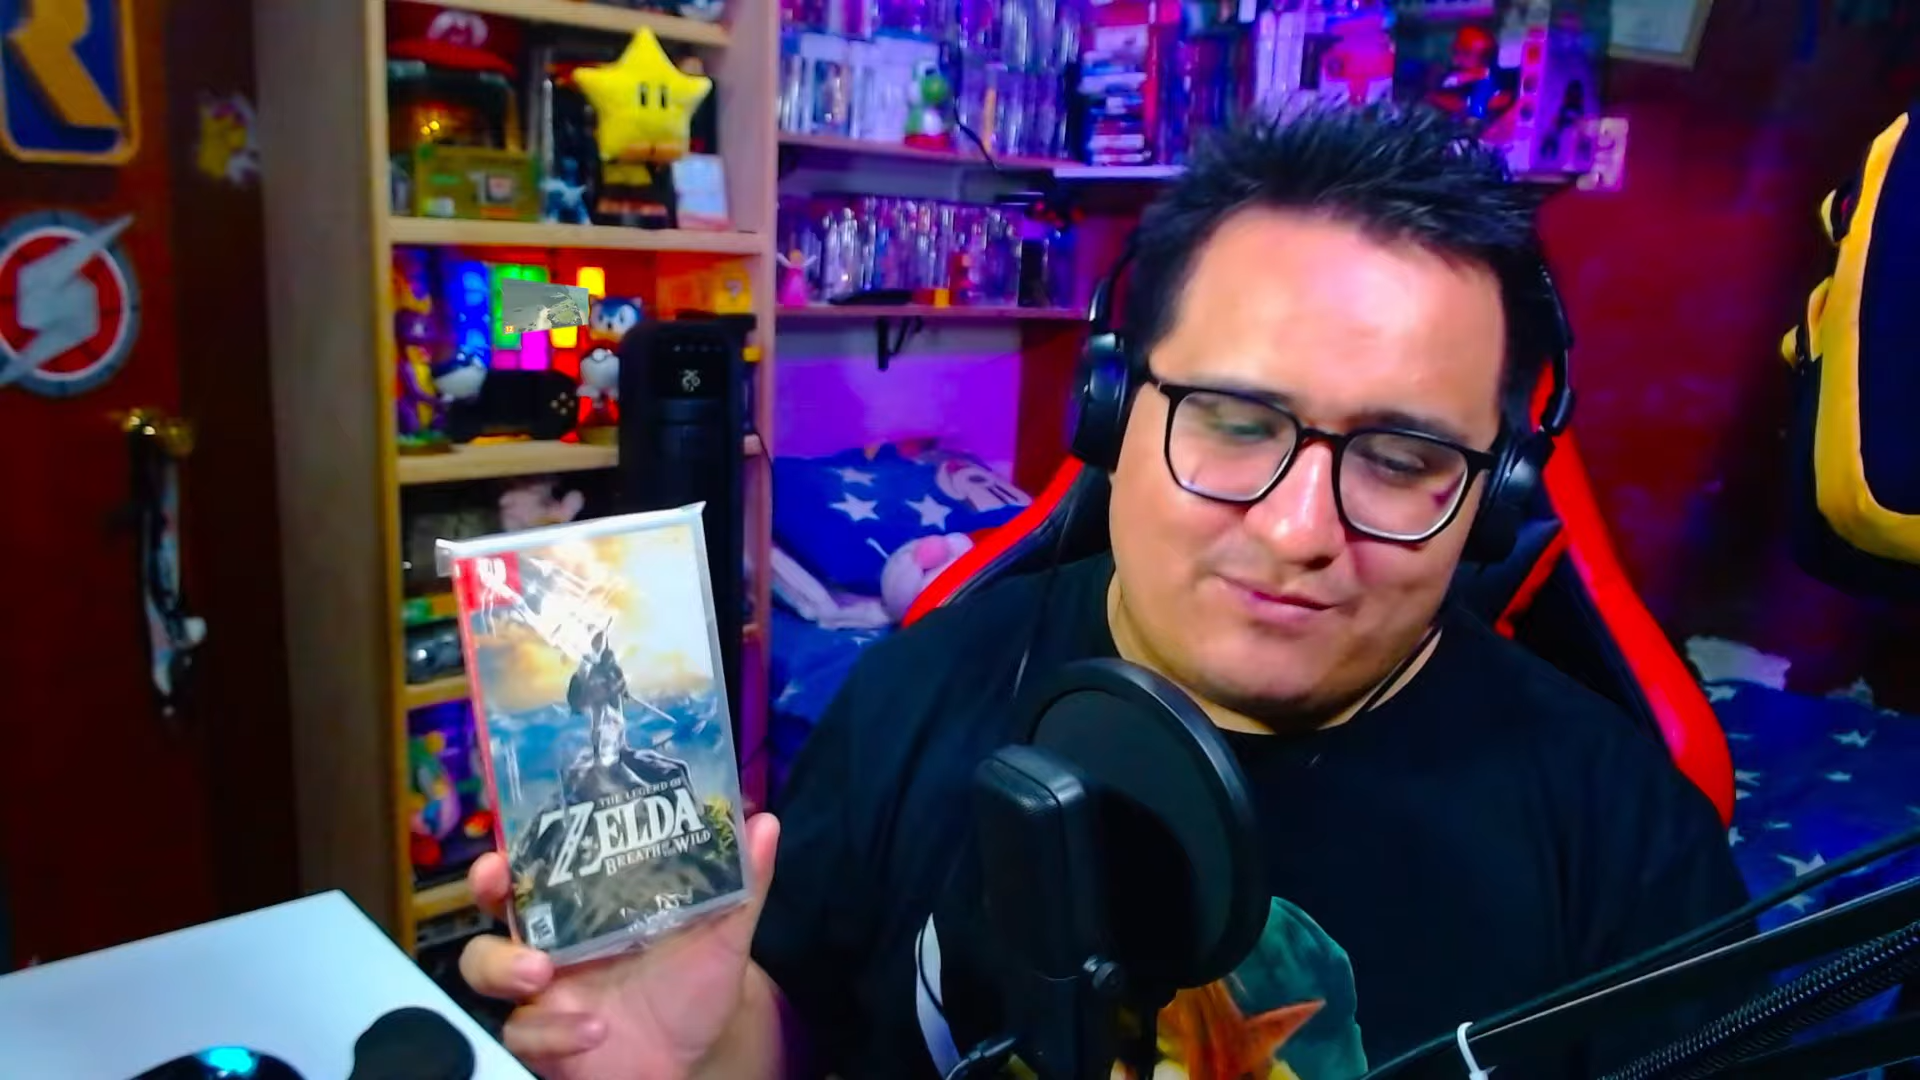 THE LEGEND OF
ZELDA
BREATH OF THE WILD